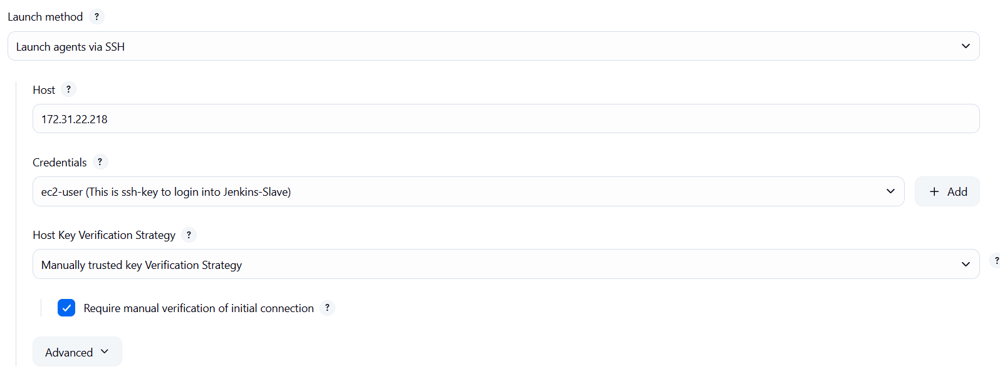 Launch method ?
Launch agents via SSH
Host ?
172.31.22.218
Credentials ?
ec2-user (This is ssh-key to login into Jenkins-Slave)
+ Add
Host Key Verification Strategy ?
Manually trusted key Verification Strategy
?
Require manual verification of initial connection ?
Advanced